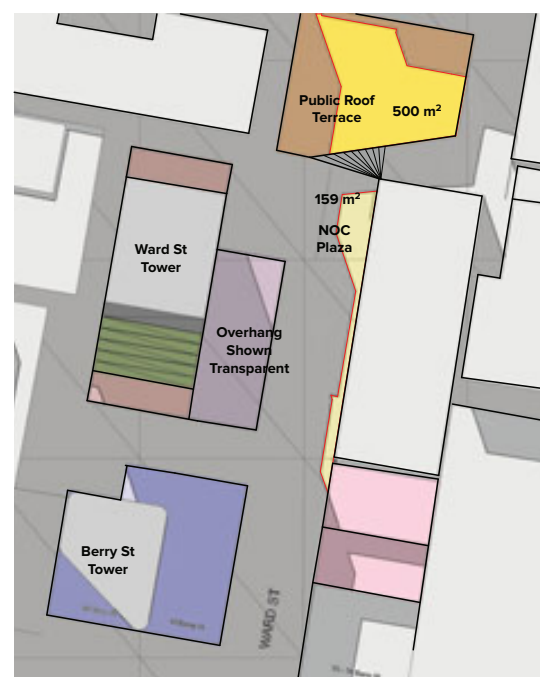 Public Roof
Terrace
500 m²
159 m²
NOC
Plaza
Ward St
Tower
Overhang
Shown
Transparent
Berry St
Tower
WARD ST